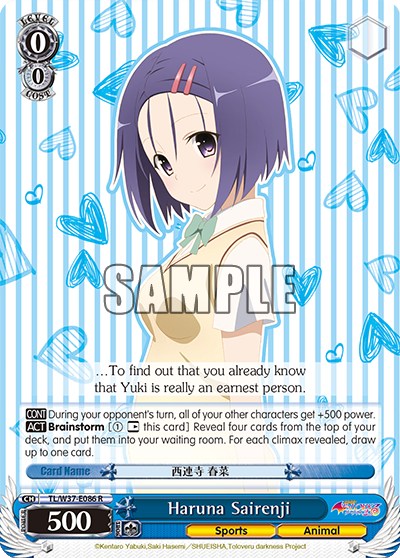 LEVEL
0
0
COST
SAMPLE
…To find out that you already know
that Yuki is really an earnest person.
CONT During your opponent's turn, all of your other characters get +500 power.
ACT Brainstorm [① this card] Reveal four cards from the top of your
deck, and put them into your waiting room. For each climax revealed, draw
up to one card.
Card Name 西連寺 春菜
CH TL/W37-E086 R
500
Haruna Sairenji
Sports Animal
©Kentaro Yabuki,Saki Hasemi／SHUEISHA,Toloveru darkness Project